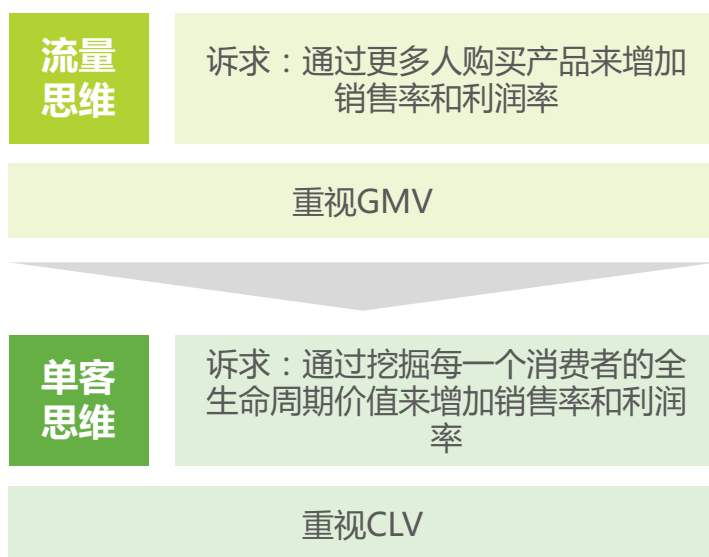 流量
思维
诉求：通过更多人购买产品来增加
销售率和利润率
重视GMV
单客
思维
诉求：通过挖掘每一个消费者的全
生命周期价值来增加销售率和利润
率
重视CLV